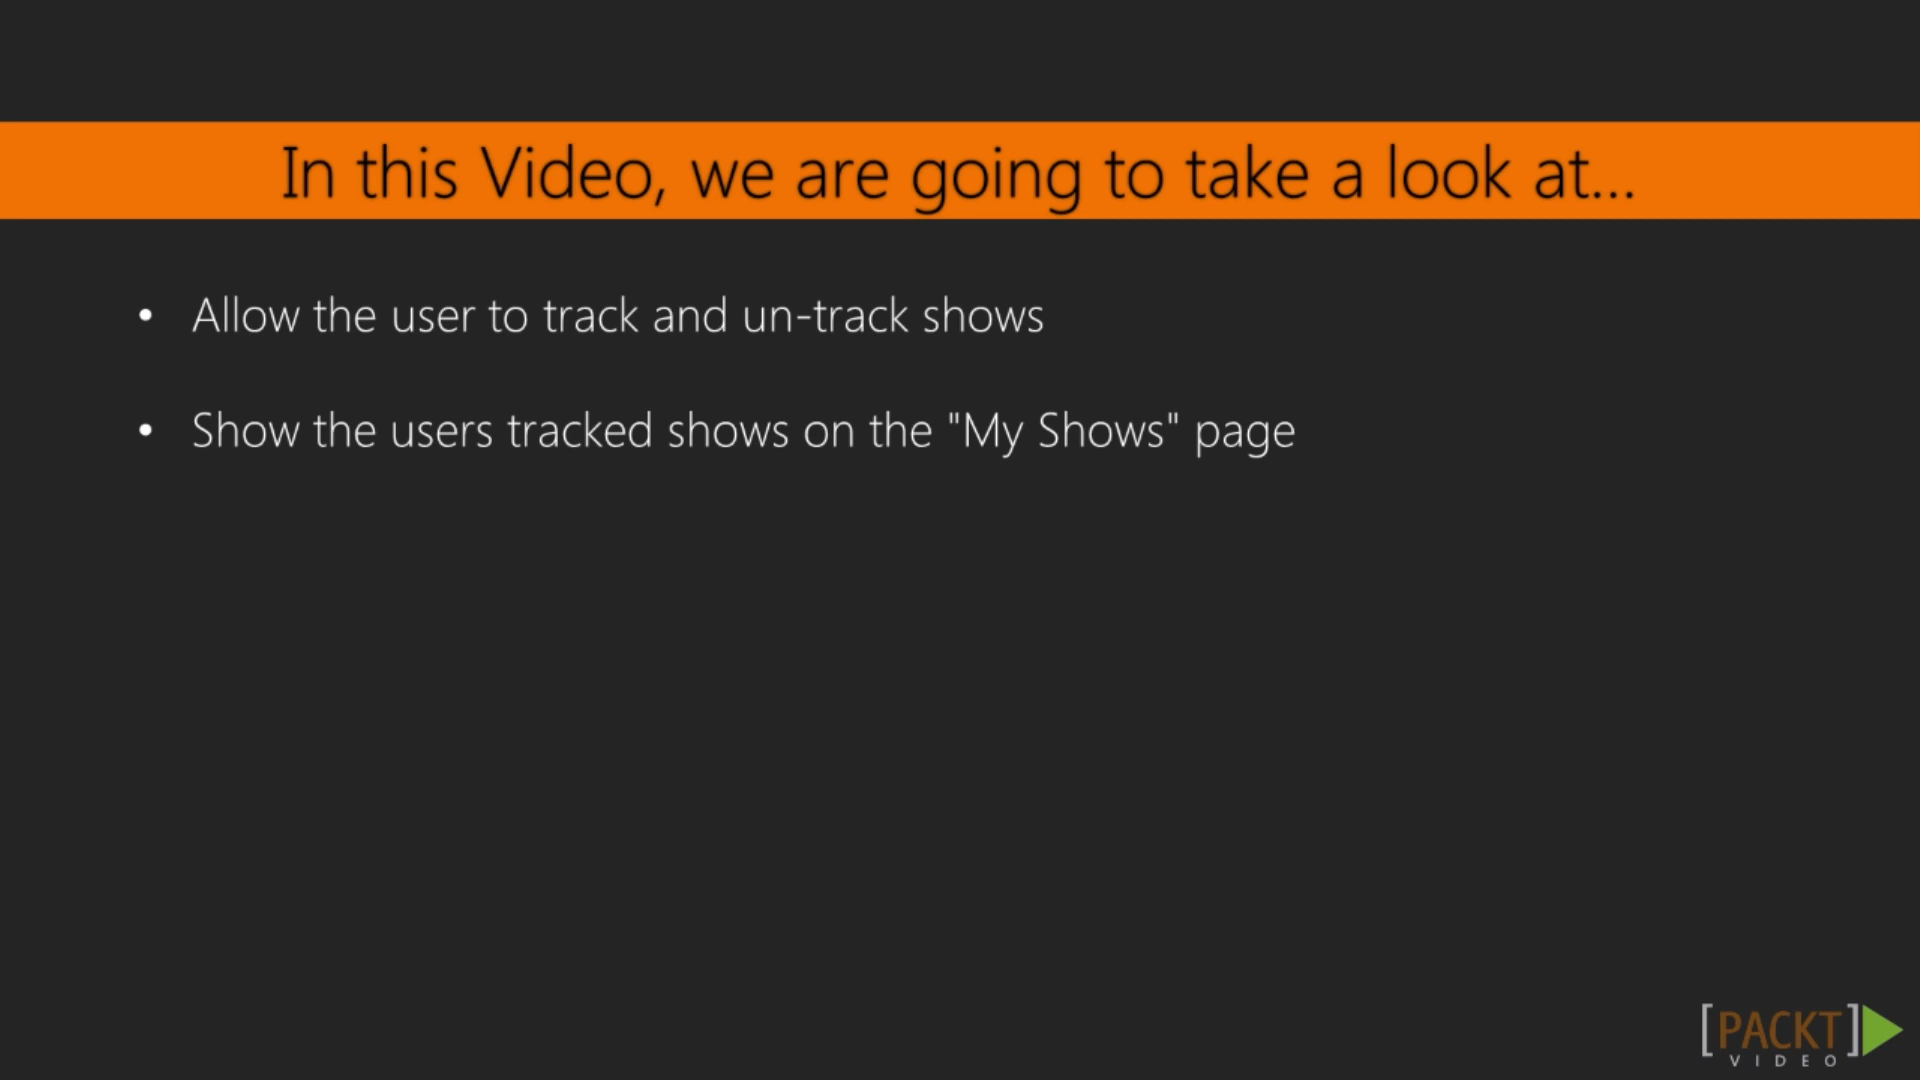 In this Video, we are going to take a look at...
• Allow the user to track and un-track shows
• Show the users tracked shows on the "My Shows" page
[PACKT]
VIDEO